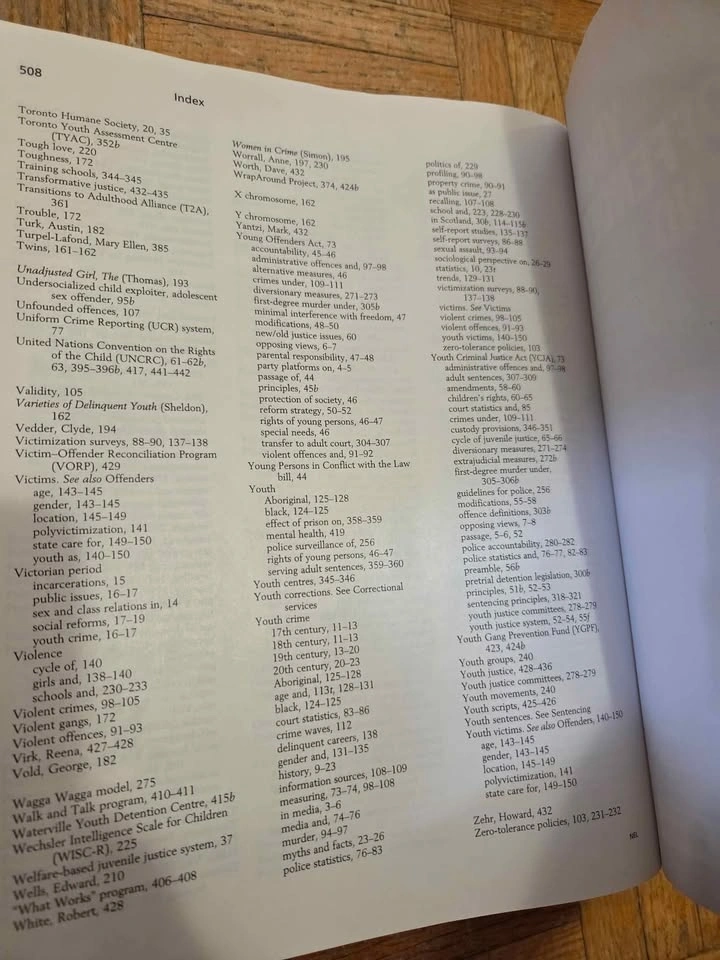 508
Index
Toronto Humane Society, 20, 35
Toronto Youth Assessment Centre
(TYAC), 352b
Tough love, 220
Toughness, 172
Training schools, 344–345
Transformative justice, 432–435
Transitions to Adulthood Alliance (T2A),
361
Trouble, 172
Turk, Austin, 182
Turpel-Lafond, Mary Ellen, 385
Twins, 161–162
Unadjusted Girl, The (Thomas), 193
Undersocialized child exploiter, adolescent
sex offender, 95b
Unfounded offences, 107
Uniform Crime Reporting (UCR) system,
77
United Nations Convention on the Rights
of the Child (UNCRC), 61–62b,
63, 395–396b, 417, 441–442
Validity, 105
Varieties of Delinquent Youth (Sheldon),
162
Vedder, Clyde, 194
Victimization surveys, 88–90, 137–138
Victim–Offender Reconciliation Program
(VORP), 429
Victims. See also Offenders
age, 143–145
gender, 143–145
location, 145–149
polyvictimization, 141
state care for, 149–150
youth as, 140–150
Victorian period
incarcerations, 15
public issues, 16–17
sex and class relations in, 14
social reforms, 17–19
youth crime, 16–17
Violence
cycle of, 140
girls and, 138–140
schools and, 230–233
Violent crimes, 98–105
Violent gangs, 172
Violent offences, 91–93
Virk, Reena, 427–428
Vold, George, 182
Wagga Wagga model, 275
Walk and Talk program, 410–411
Waterville Youth Detention Centre, 415b
Wechsler Intelligence Scale for Children
(WISC-R), 225
Welfare-based juvenile justice system, 37
Wells, Edward, 210
"What Works" program, 406–408
White, Robert, 428
Women in Crime (Simon), 195
Worrall, Anne, 197, 230
Worth, Dave, 432
WrapAround Project, 374, 424b
X chromosome, 162
Y chromosome, 162
Yantzi, Mark, 432
Young Offenders Act, 73
accountability, 45–46
administrative offences and, 97–98
alternative measures, 46
crimes under, 109–111
diversionary measures, 271–273
first-degree murder under, 305b
minimal interference with freedom, 47
modifications, 48–50
new/old justice issues, 60
opposing views, 6–7
parental responsibility, 47–48
party platforms on, 4–5
passage of, 44
principles, 45b
protection of society, 46
reform strategy, 50–52
rights of young persons, 46–47
special needs, 46
transfer to adult court, 304–307
violent offences and, 91–92
Young Persons in Conflict with the Law
bill, 44
Youth
Aboriginal, 125–128
black, 124–125
effect of prison on, 358–359
mental health, 419
police surveillance of, 256
rights of young persons, 46–47
serving adult sentences, 359–360
Youth centres, 345–346
Youth corrections. See Correctional
services
Youth crime
17th century, 11–13
18th century, 11–13
19th century, 13–20
20th century, 20–23
Aboriginal, 125–128
age and, 113t, 128–131
black, 124–125
court statistics, 83–86
crime waves, 112
delinquent careers, 138
gender and, 131–135
history, 9–23
information sources, 108–109
measuring, 73–74, 98–108
in media, 3–6
media and, 74–76
murder, 94–97
myths and facts, 23–26
police statistics, 76–83
politics of, 229
profiling, 90–98
property crime, 90–91
as public issue, 27
recalling, 107–108
school and, 223, 228–230
in Scotland, 30b, 114–115b
self-report studies, 135–137
self-report surveys, 86–88
sexual assault, 93–94
sociological perspective on, 26–29
statistics, 10, 23t
trends, 129–131
victimization surveys, 88–90,
137–138
victims. See Victims
violent crimes, 98–105
violent offences, 91–93
youth victims, 140–150
zero-tolerance policies, 103
Youth Criminal Justice Act (YCJA), 73
administrative offences and, 97–98
adult sentences, 307–309
amendments, 58–60
children's rights, 60–65
court statistics and, 85
crimes under, 109–111
custody provisions, 346–351
cycle of juvenile justice, 65–66
diversionary measures, 271–274
extrajudicial measures, 272b
first-degree murder under,
305–306b
guidelines for police, 256
modifications, 55–58
offence definitions, 303b
opposing views, 7–8
passage, 5–6, 52
police accountability, 280–282
police statistics and, 76–77, 82–83
preamble, 56b
pretrial detention legislation, 300b
principles, 51b, 52–53
sentencing principles, 318–321
youth justice committees, 278–279
youth justice system, 52–54, 55f
Youth Gang Prevention Fund (YGPF),
423, 424b
Youth groups, 240
Youth justice, 428–436
Youth justice committees, 278–279
Youth movements, 240
Youth scripts, 425–426
Youth sentences. See Sentencing
Youth victims. See also Offenders, 140–150
age, 143–145
gender, 143–145
location, 145–149
polyvictimization, 141
state care for, 149–150
Zehr, Howard, 432
Zero-tolerance policies, 103, 231–232
NEL